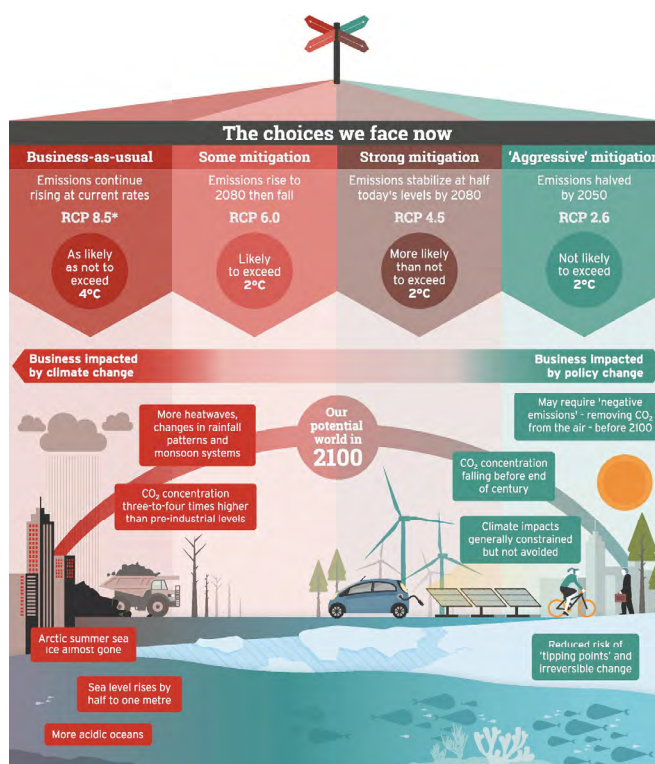 The choices we face now
Business-as-usual
Emissions continue
rising at current rates
RCP 8.5*
As likely
as not to
exceed
4°C
Some mitigation
Emissions rise to
2080 then fall
RCP 6.0
Likely
to exceed
2°C
Strong mitigation
Emissions stabilize at half
today's levels by 2080
RCP 4.5
More likely
than not
to exceed
2°C
'Aggressive' mitigation
Emissions halved
by 2050
RCP 2.6
Not likely
to exceed
2°C
Business impacted
by climate change
Business impacted
by policy change
More heatwaves,
changes in rainfall
patterns and
monsoon systems
CO₂ concentration
three-to-four times higher
than pre-industrial levels
Our
potential
world in
2100
May require 'negative
emissions' - removing CO₂
from the air - before 2100
CO₂ concentration
falling before end
of century
Climate impacts
generally constrained
but not avoided
Arctic summer sea
ice almost gone
Sea level rises by
half to one metre
More acidic oceans
Reduced risk of
'tipping points' and
irreversible change